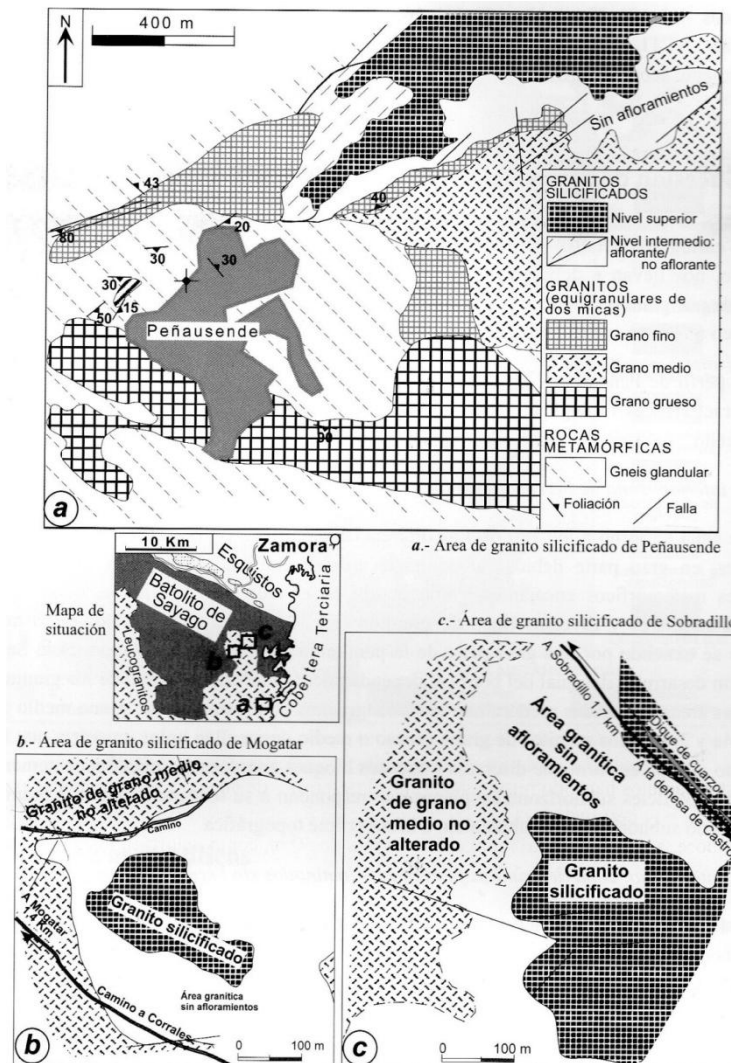 N
400 m
Sin afloramientos
43
40
80
20
30
30
30
50
15
Peñausende
90
a
GRANITOS
SILICIFICADOS
Nivel superior
Nivel intermedio:
aflorante/
no aflorante
GRANITOS
(equigranulares de
dos micas)
Grano fino
Grano medio
Grano grueso
ROCAS
METAMÓRFICAS
Gneis glandular
Foliación
Falla
a.- Área de granito silicificado de Peñausende
Mapa de
situación
10 Km
Zamora
Esquistos
Batolito de
Sayago
Leucogranitos
Cobertera Terciaria
a
b
c
b.- Área de granito silicificado de Mogatar
Granito de grano medio
no alterado
Camino
Granito silicificado
A Mogatar
1,4 Km
Camino a Corrales
Área granítica
sin afloramientos
0 100 m
b
c.- Área de granito silicificado de Sobradillo
A Sobradillo 1,7 km
Dique de cuarzo
A la dehesa de Castro
Área granítica
sin
afloramientos
Granito
de grano
medio no
alterado
Granito
silicificado
0 100 m
c